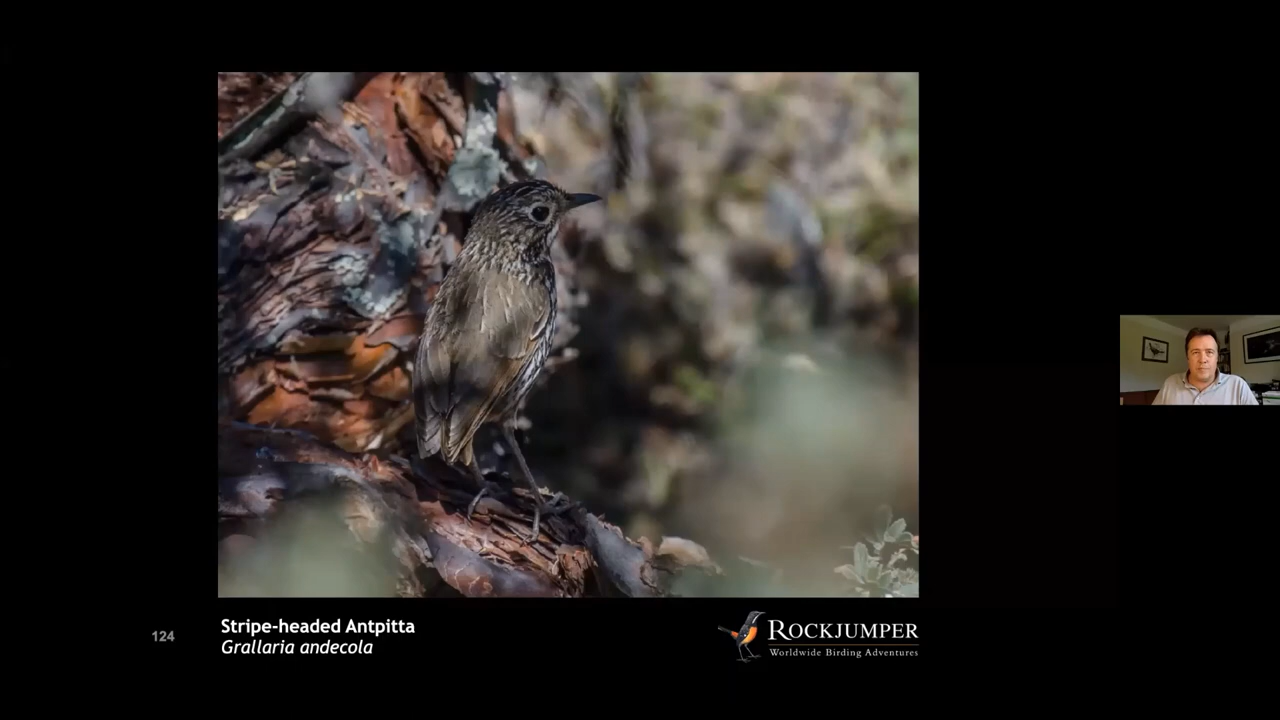 124
Stripe-headed Antpitta
Grallaria andecola
ROCKJUMPER
Worldwide Birding Adventures